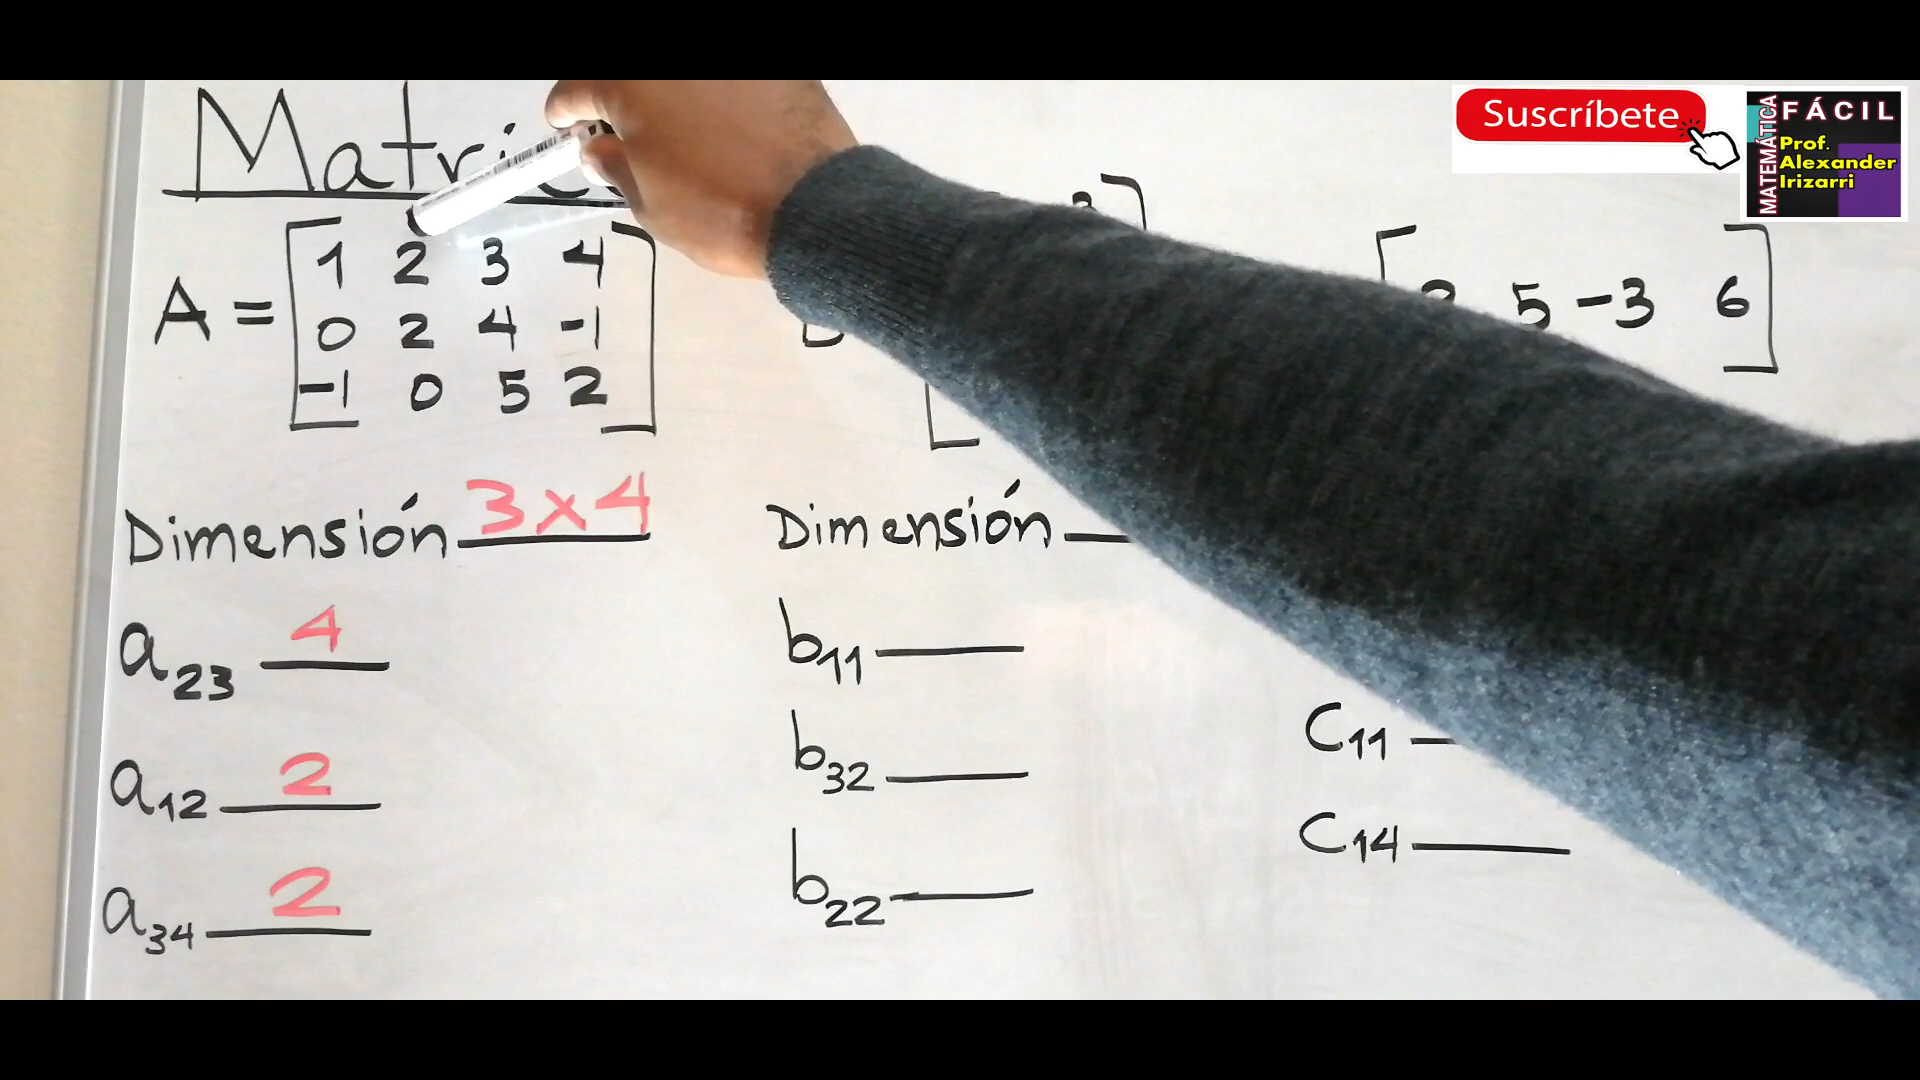 Suscríbete
MATEMÁTICA
FÁCIL
Prof.
Alexander
Irizarri
A =
1 2 3 4
0 2 4 -1
-1 0 5 2
5 -3 6
Dimensión 3x4
a23 4
a12 2
a34 2
Dimensión
b11
b32
b22
C11
C14